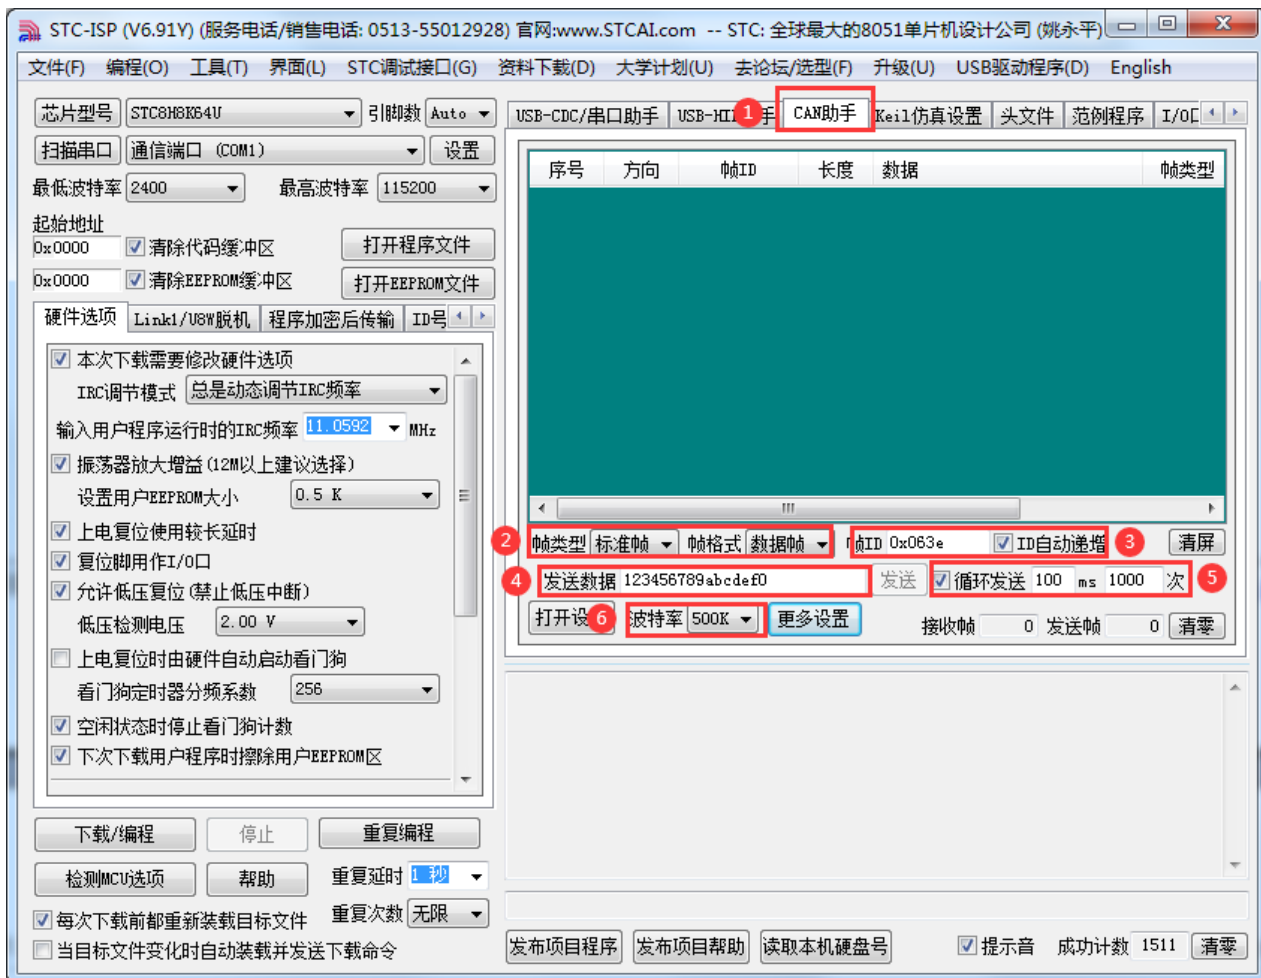 STC-ISP (V6.91Y) (服务电话/销售电话: 0513-55012928) 官网:www.STCAI.com -- STC: 全球最大的8051单片机设计公司 (姚永平)
文件(F) 编程(O) 工具(T) 界面(L) STC调试接口(G) 资料下载(D) 大学计划(U) 去论坛/选型(F) 升级(U) USB驱动程序(D) English
芯片型号 STC8H8K64U 引脚数 Auto
扫描串口 通信端口 (COM1) 设置
最低波特率 2400 最高波特率 115200
起始地址
0x0000 清除代码缓冲区 打开程序文件
0x0000 清除EEPROM缓冲区 打开EEPROM文件
硬件选项 Link1/U8W脱机 程序加密后传输 ID号
本次下载需要修改硬件选项
IRC调节模式 总是动态调节IRC频率
输入用户程序运行时的IRC频率 11.0592 MHz
振荡器放大增益(12M以上建议选择)
设置用户EEPROM大小 0.5 K
上电复位使用较长延时
复位脚用作I/O口
允许低压复位(禁止低压中断)
低压检测电压 2.00 V
上电复位时由硬件自动启动看门狗
看门狗定时器分频系数 256
空闲状态时停止看门狗计数
下次下载用户程序时擦除用户EEPROM区
下载/编程 停止 重复编程
检测MCU选项 帮助 重复延时 1 秒
每次下载前都重新装载目标文件 重复次数 无限
当目标文件变化时自动装载并发送下载命令
USB-CDC/串口助手 USB-HI 1 手 CAN助手 Keil仿真设置 头文件 范例程序 I/O
序号 方向 帧ID 长度 数据 帧类型
2 帧类型 标准帧 帧格式 数据帧 帧ID 0x063e ID自动递增 3 清屏
4 发送数据 123456789abcdef0 发送 循环发送 100 ms 1000 次 5
打开设 6 波特率 500K 更多设置 接收帧 0 发送帧 0 清零
发布项目程序 发布项目帮助 读取本机硬盘号 提示音 成功计数 1511 清零